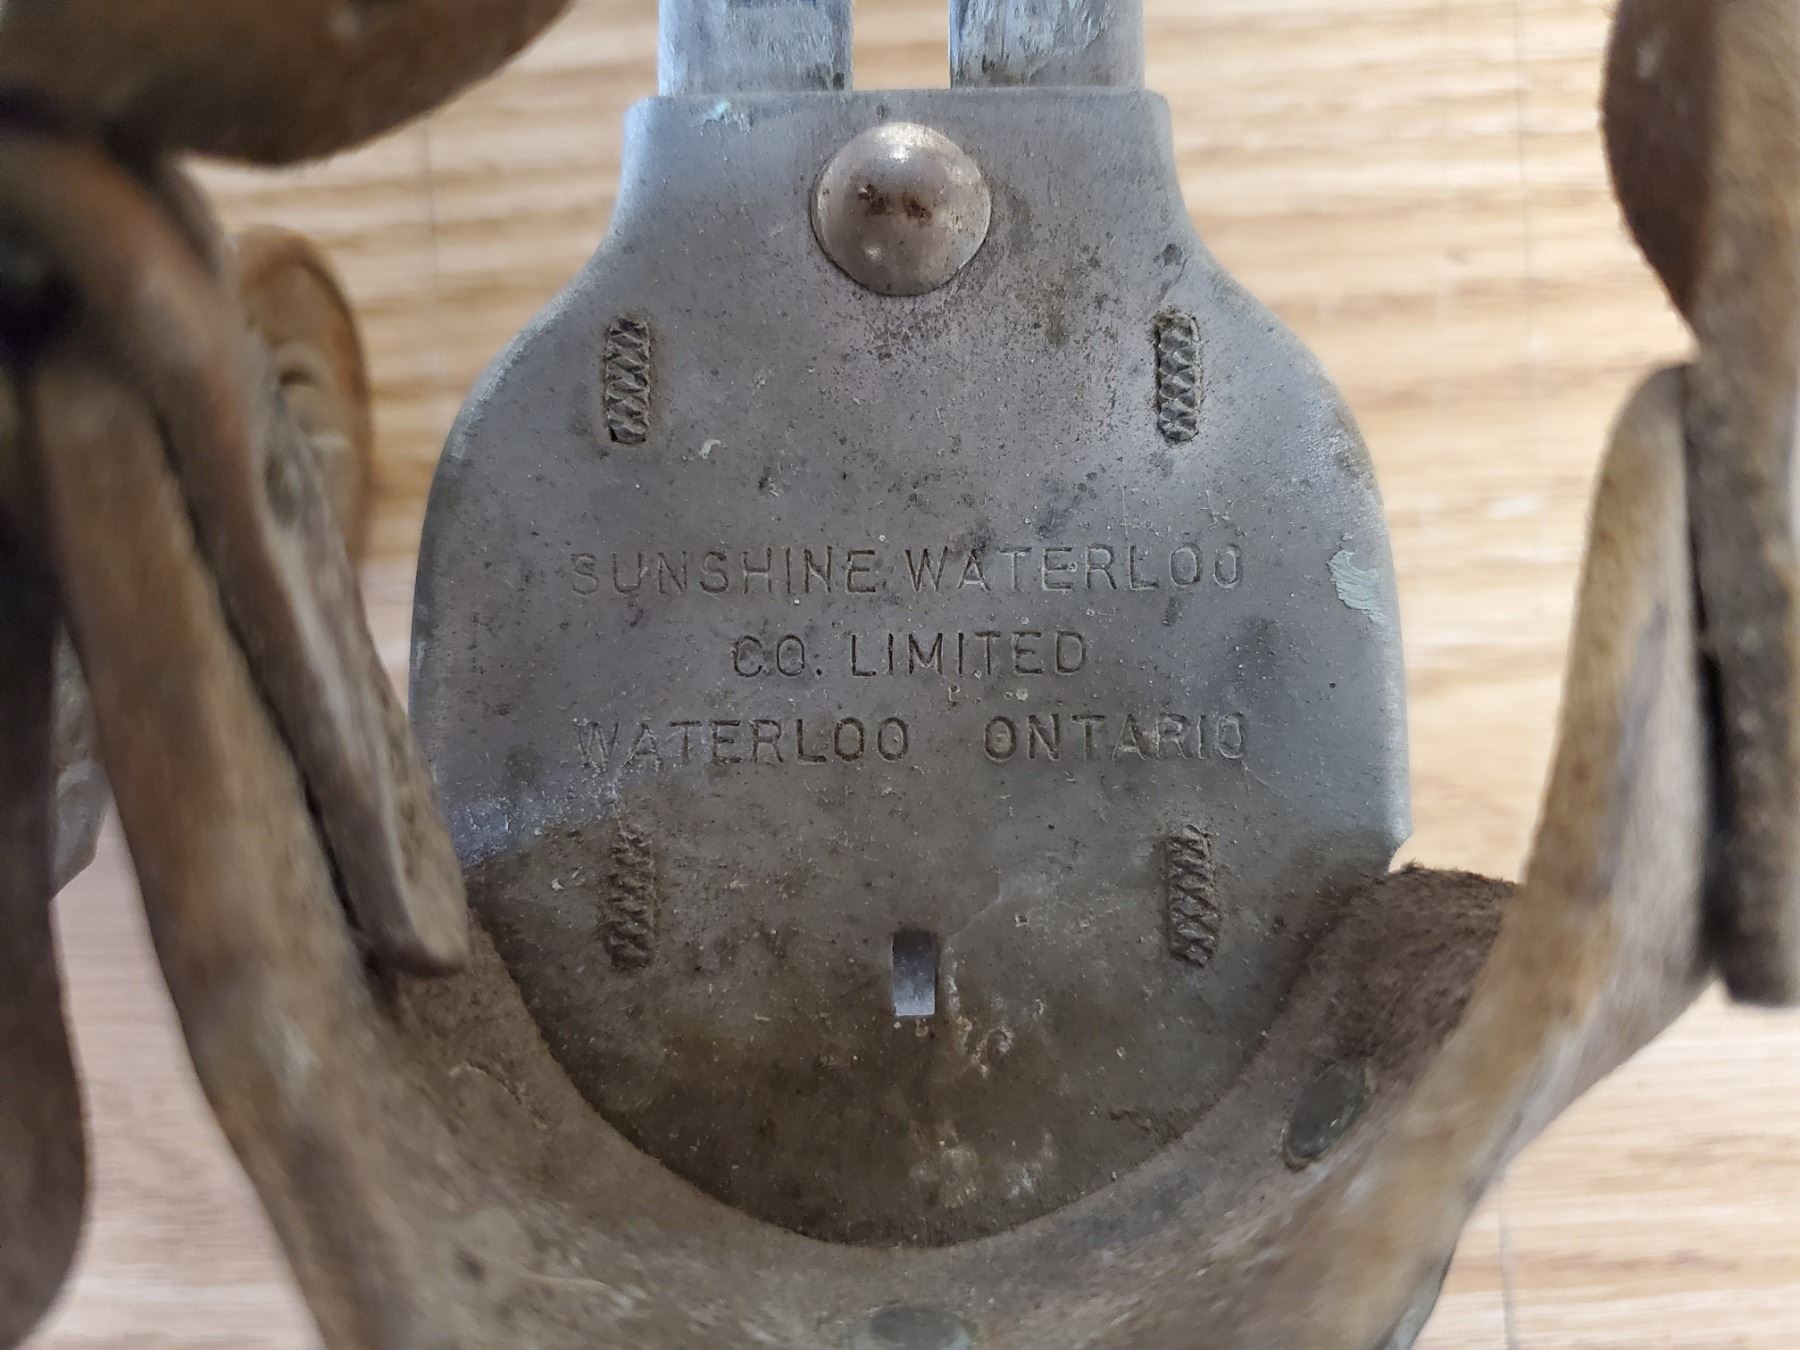 SUNSHINE WATERLOO
CO. LIMITED
WATERLOO ONTARIO